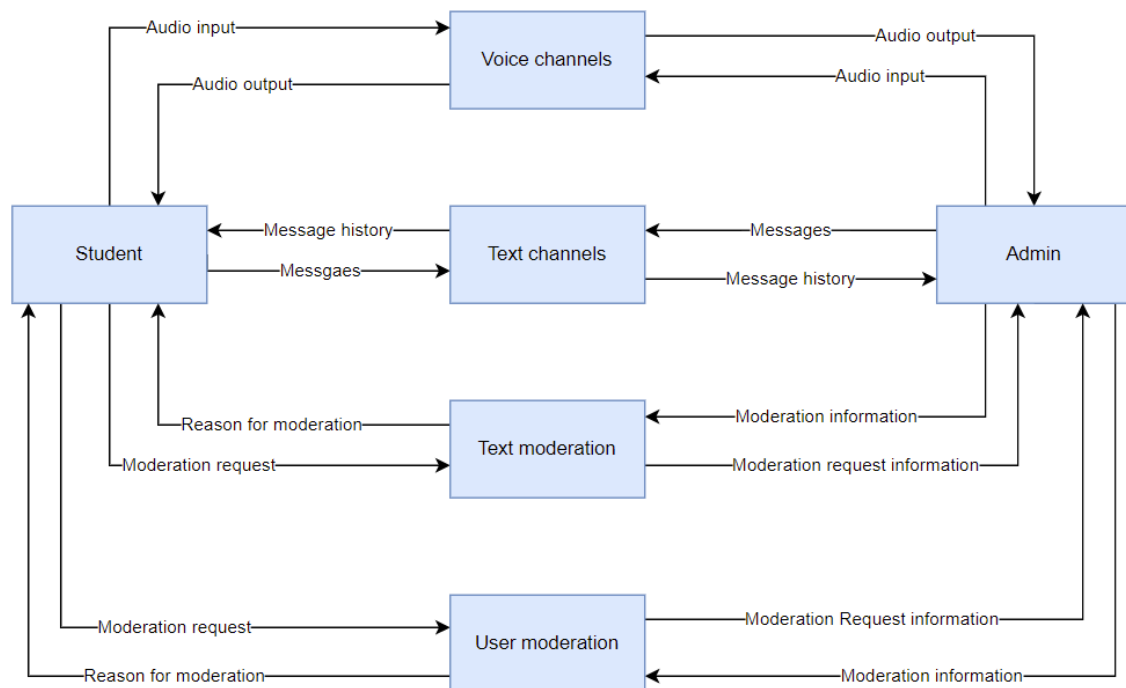 Audio input
Voice channels
Audio output
Audio output
Audio input
Student
Message history
Text channels
Messages
Admin
Messgaes
Message history
Reason for moderation
Text moderation
Moderation information
Moderation request
Moderation request information
Moderation request
User moderation
Moderation Request information
Reason for moderation
Moderation information